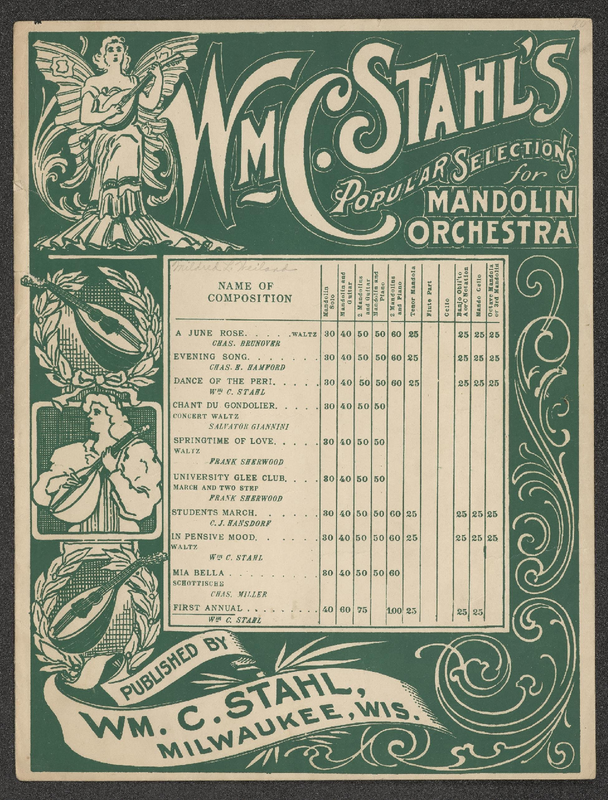 Wm C. Stahl's
Popular Selections
for
MANDOLIN
ORCHESTRA
NAME OF
COMPOSITION
Mandolin
Solo
Mandolin and
Guitar
2 Mandolins
and Guitar
Mandolin and
Piano
2 Mandolins
and Piano
Tenor Mandola
Flute Part
Cello
Banjo Obli'to
A or C Notation
Mando Cello
Octave Mandola
or 3rd Mandolin
A JUNE ROSE. . . . . .WALTZ 30 40 50 50 60 25 25 25 25
CHAS. BRUNOVER
EVENING SONG. . . . . . . . . 30 40 50 50 60 25 25 25 25
CHAS. H. HAMFORD
DANCE OF THE PERI. . . . . . 30 40 50 50 60 25 25 25 25
Wm C. STAHL
CHANT DU GONDOLIER. . . . . . 30 40 50 50
CONCERT WALTZ
SALVATOR GIANNINI
SPRINGTIME OF LOVE. . . . . . 30 40 50 50
WALTZ
FRANK SHERWOOD
UNIVERSITY GLEE CLUB. . . . . 30 40 50 50
MARCH AND TWO STEP
FRANK SHERWOOD
STUDENTS MARCH. . . . . . . . 30 40 50 50 60 25 25 25 25
C. J. HANSDORF
IN PENSIVE MOOD. . . . . . . . 30 40 50 50 60 25 25 25 25
WALTZ
Wm C. STAHL
MIA BELLA . . . . . . . . . . . 30 40 50 50 60
SCHOTTISCHE
CHAS. MILLER
FIRST ANNUAL . . . . . . . . . 40 60 75 1.00 25 25 25
Wm C. STAHL
PUBLISHED BY
WM. C. STAHL,
MILWAUKEE, WIS.